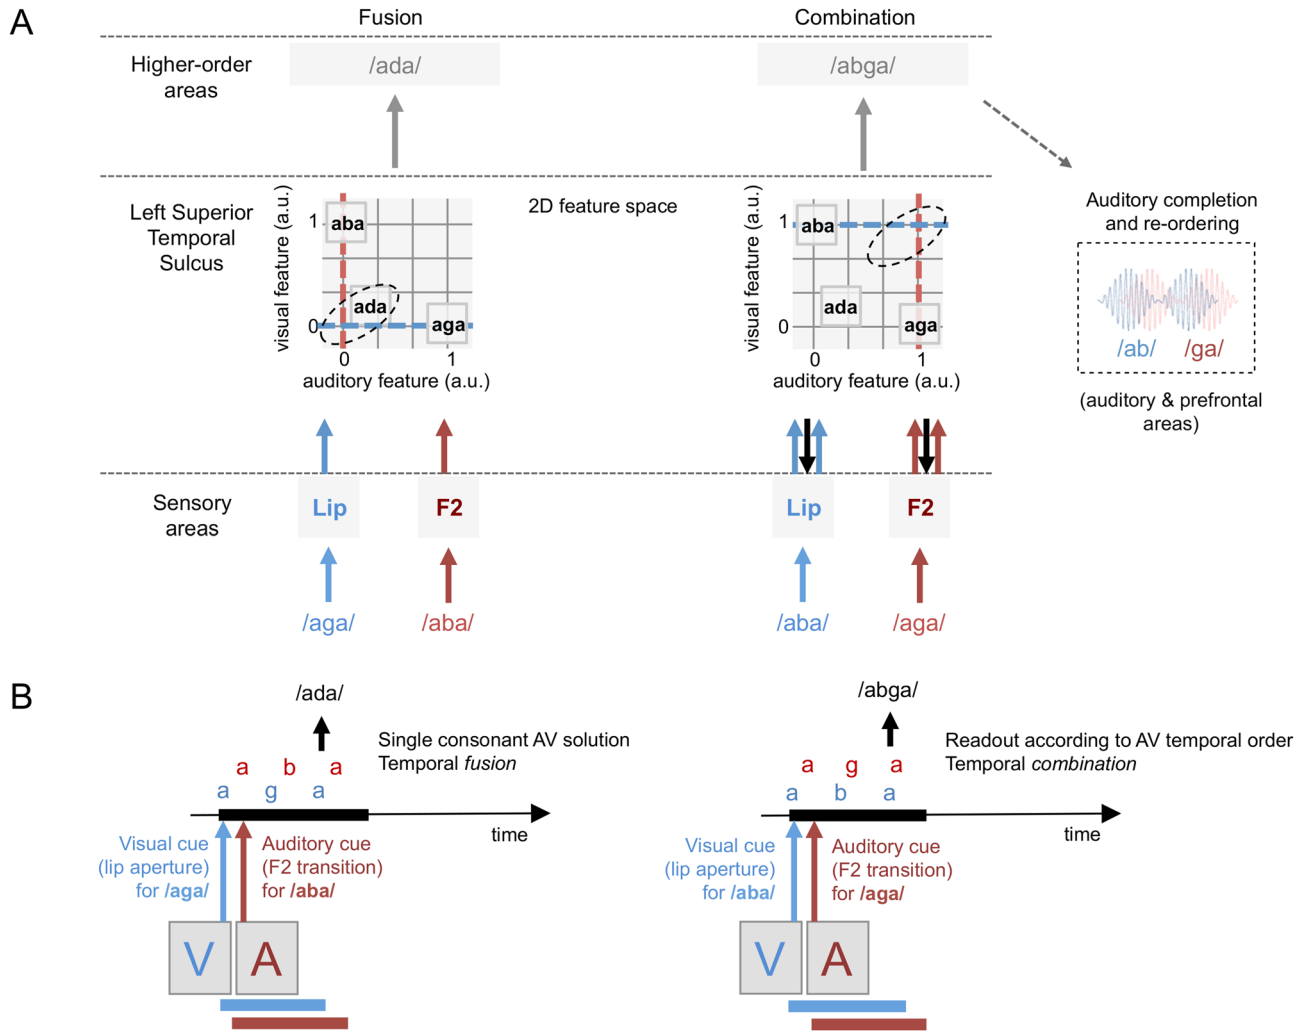 A
Fusion
Combination
Higher-order
areas
/ada/
/abga/
Left Superior
Temporal
Sulcus
visual feature (a.u.)
1
0
aba
ada
aga
0
1
auditory feature (a.u.)
2D feature space
visual feature (a.u.)
1
0
aba
ada
aga
0
1
auditory feature (a.u.)
Auditory completion
and re-ordering
/ab/ /ga/
(auditory & prefrontal
areas)
Sensory
areas
Lip
F2
Lip
F2
/aga/
/aba/
/aba/
/aga/
B
/ada/
Single consonant AV solution
Temporal fusion
a b a
a g a
time
Visual cue
(lip aperture)
for /aga/
Auditory cue
(F2 transition)
for /aba/
V
A
/abga/
Readout according to AV temporal order
Temporal combination
a g a
a b a
time
Visual cue
(lip aperture)
for /aba/
Auditory cue
(F2 transition)
for /aga/
V
A